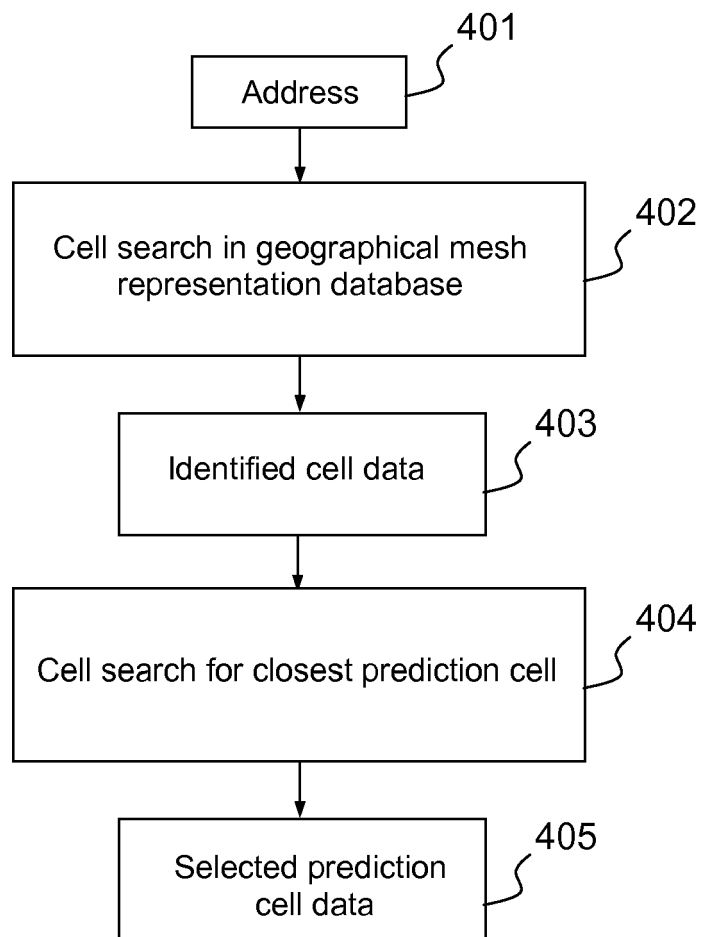 401
Address
402
Cell search in geographical mesh
representation database
403
Identified cell data
404
Cell search for closest prediction cell
405
Selected prediction
cell data